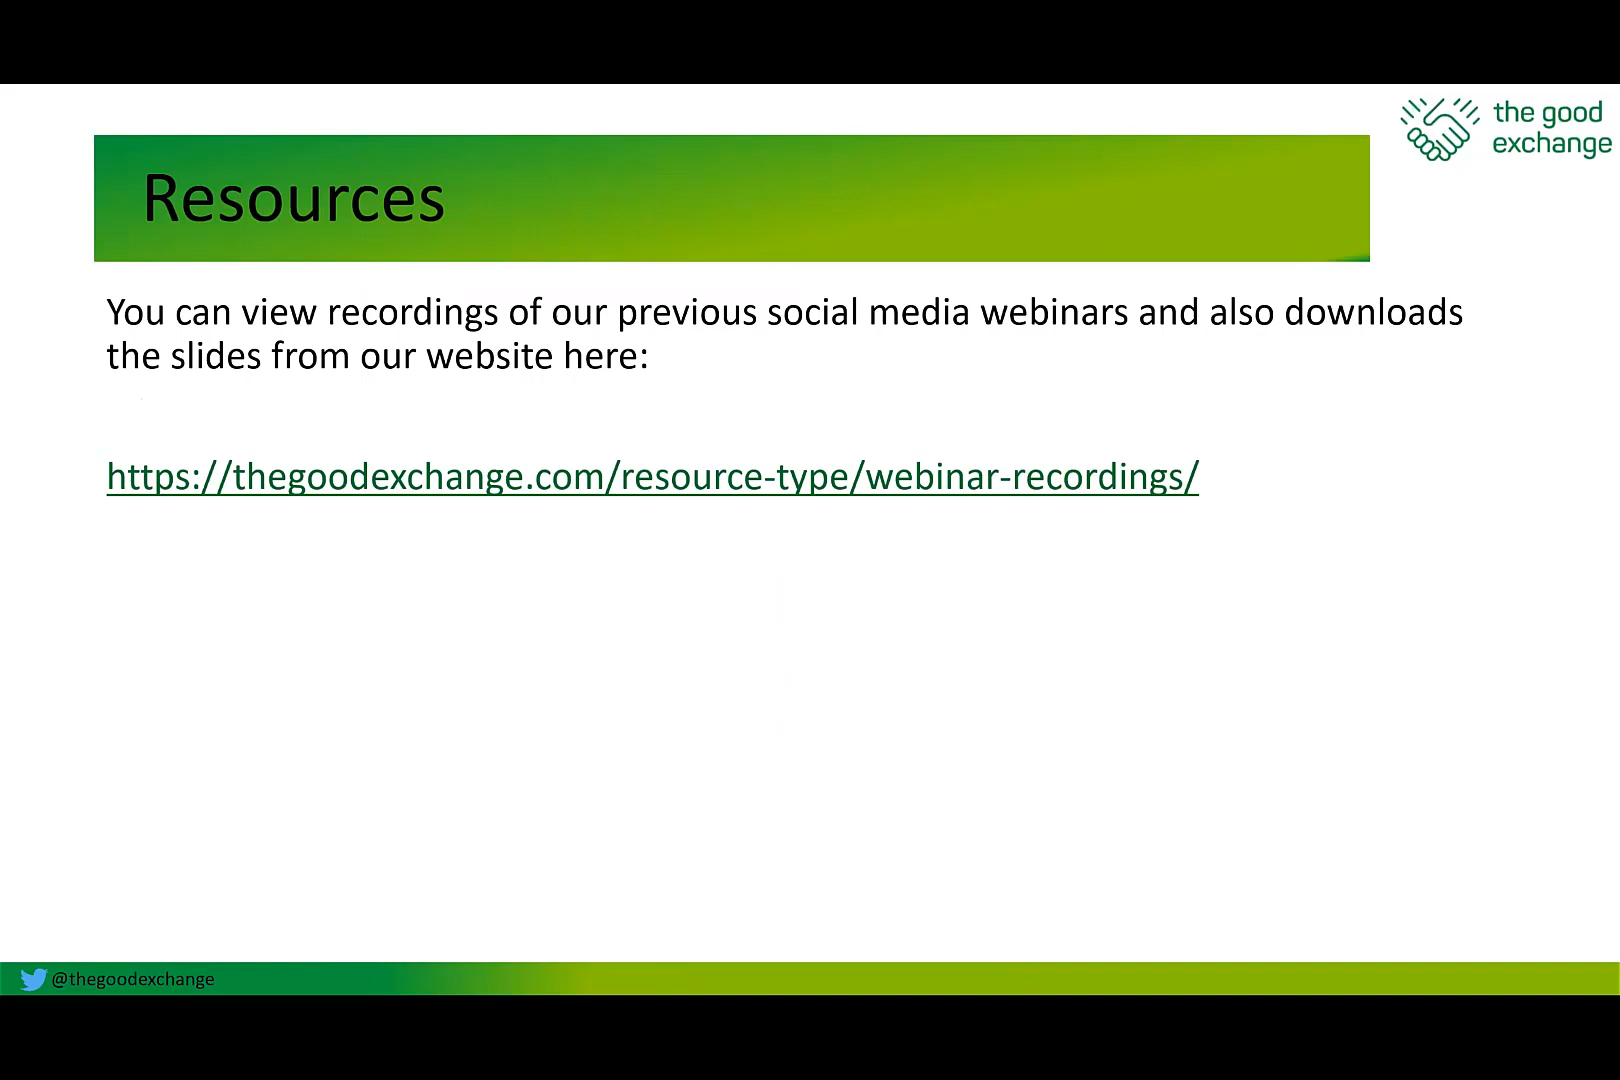 the good
exchange
Resources
You can view recordings of our previous social media webinars and also downloads
the slides from our website here:
https://thegoodexchange.com/resource-type/webinar-recordings/
@thegoodexchange